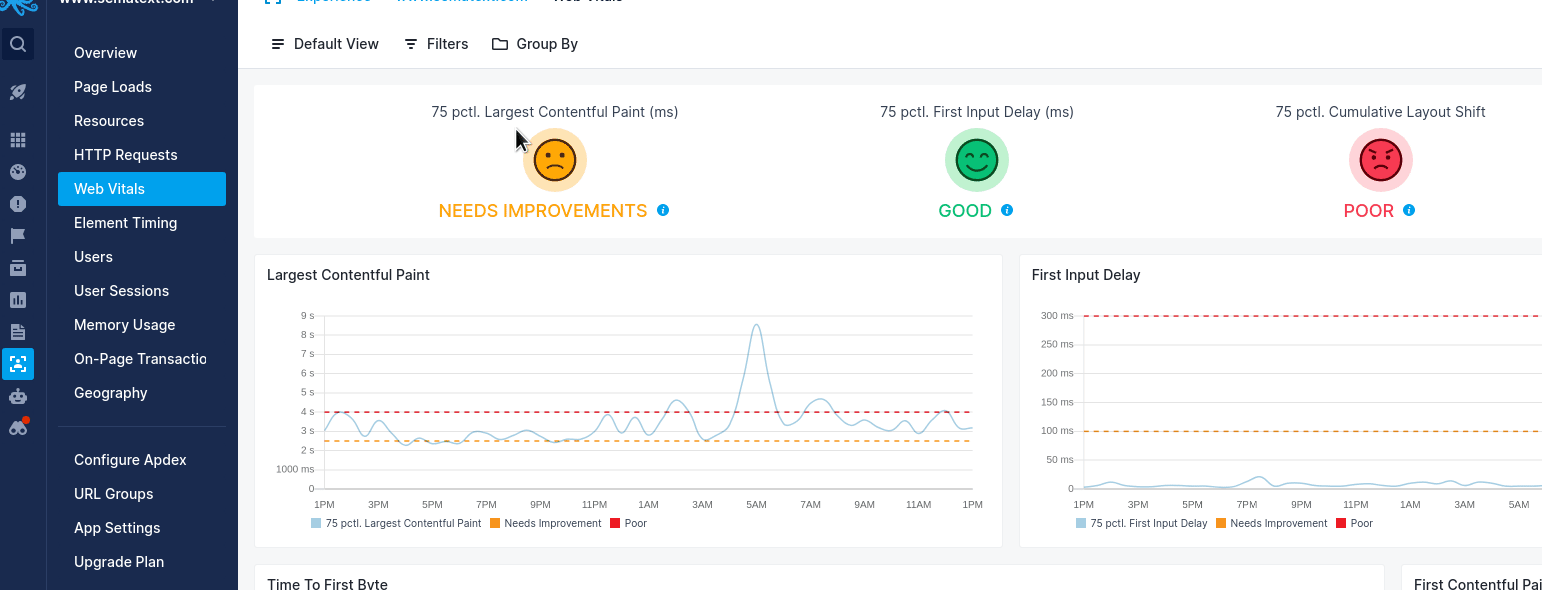 www.sematext.com
Experience www.sematext.com Web Vitals
Default View Filters Group By
Overview
Page Loads
Resources
HTTP Requests
Web Vitals
Element Timing
Users
User Sessions
Memory Usage
On-Page Transactio
Geography
Configure Apdex
URL Groups
App Settings
Upgrade Plan
75 pctl. Largest Contentful Paint (ms)
NEEDS IMPROVEMENTS
75 pctl. First Input Delay (ms)
GOOD
75 pctl. Cumulative Layout Shift
POOR
Largest Contentful Paint
9 s
8 s
7 s
6 s
5 s
4 s
3 s
2 s
1000 ms
0
1PM 3PM 5PM 7PM 9PM 11PM 1AM 3AM 5AM 7AM 9AM 11AM 1PM
75 pctl. Largest Contentful Paint Needs Improvement Poor
First Input Delay
300 ms
250 ms
200 ms
150 ms
100 ms
50 ms
0
1PM 3PM 5PM 7PM 9PM 11PM 1AM 3AM 5AM
75 pctl. First Input Delay Needs Improvement Poor
Time To First Byte
First Contentful Pai